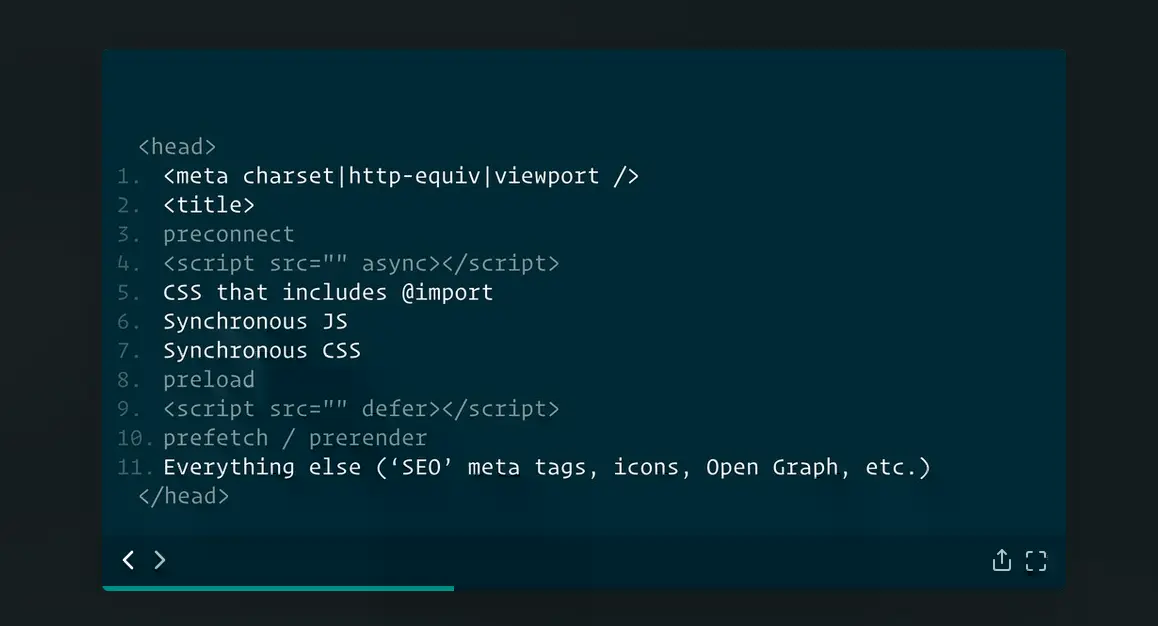 <head>
1. <meta charset|http-equiv|viewport />
2. <title>
3. preconnect
4. <script src="" async></script>
5. CSS that includes @import
6. Synchronous JS
7. Synchronous CSS
8. preload
9. <script src="" defer></script>
10. prefetch / prerender
11. Everything else (‘SEO’ meta tags, icons, Open Graph, etc.)
</head>